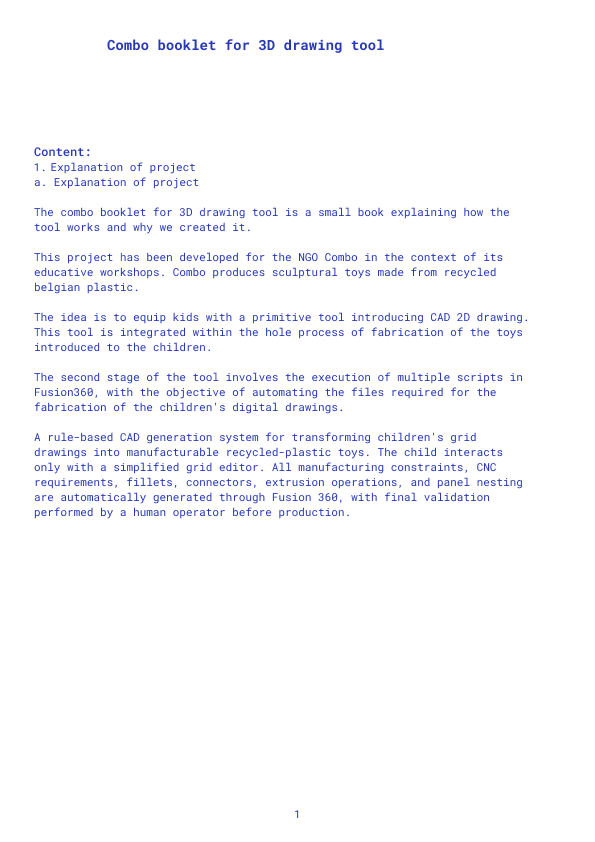 Combo booklet for 3D drawing tool
Content:
1. Explanation of project
a. Explanation of project
The combo booklet for 3D drawing tool is a small book explaining how the
tool works and why we created it.
This project has been developed for the NGO Combo in the context of its
educative workshops. Combo produces sculptural toys made from recycled
belgian plastic.
The idea is to equip kids with a primitive tool introducing CAD 2D drawing.
This tool is integrated within the hole process of fabrication of the toys
introduced to the children.
The second stage of the tool involves the execution of multiple scripts in
Fusion360, with the objective of automating the files required for the
fabrication of the children's digital drawings.
A rule-based CAD generation system for transforming children's grid
drawings into manufacturable recycled-plastic toys. The child interacts
only with a simplified grid editor. All manufacturing constraints, CNC
requirements, fillets, connectors, extrusion operations, and panel nesting
are automatically generated through Fusion 360, with final validation
performed by a human operator before production.
1